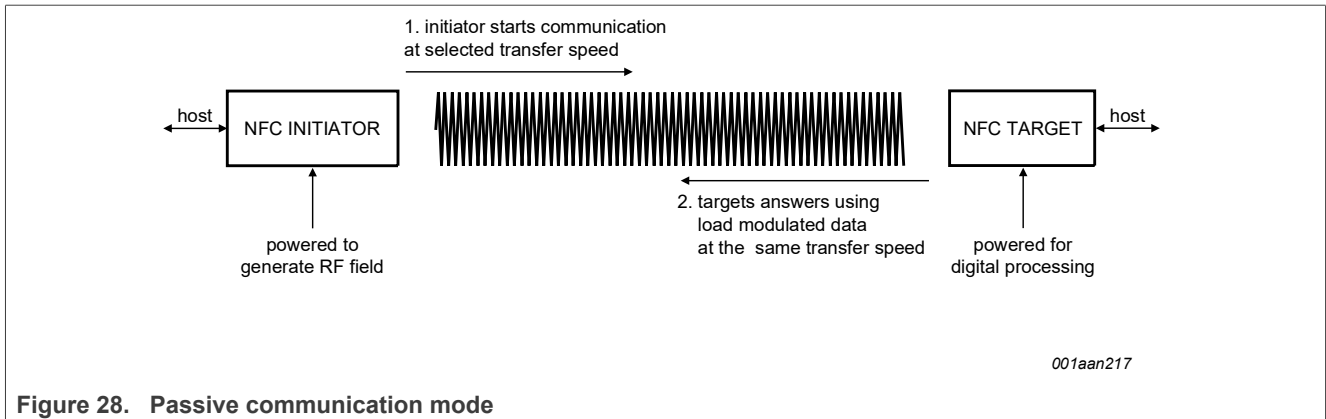 1. initiator starts communication
at selected transfer speed
host
NFC INITIATOR
NFC TARGET
host
2. targets answers using
load modulated data
at the same transfer speed
powered to
generate RF field
powered for
digital processing
001aan217
Figure 28. Passive communication mode